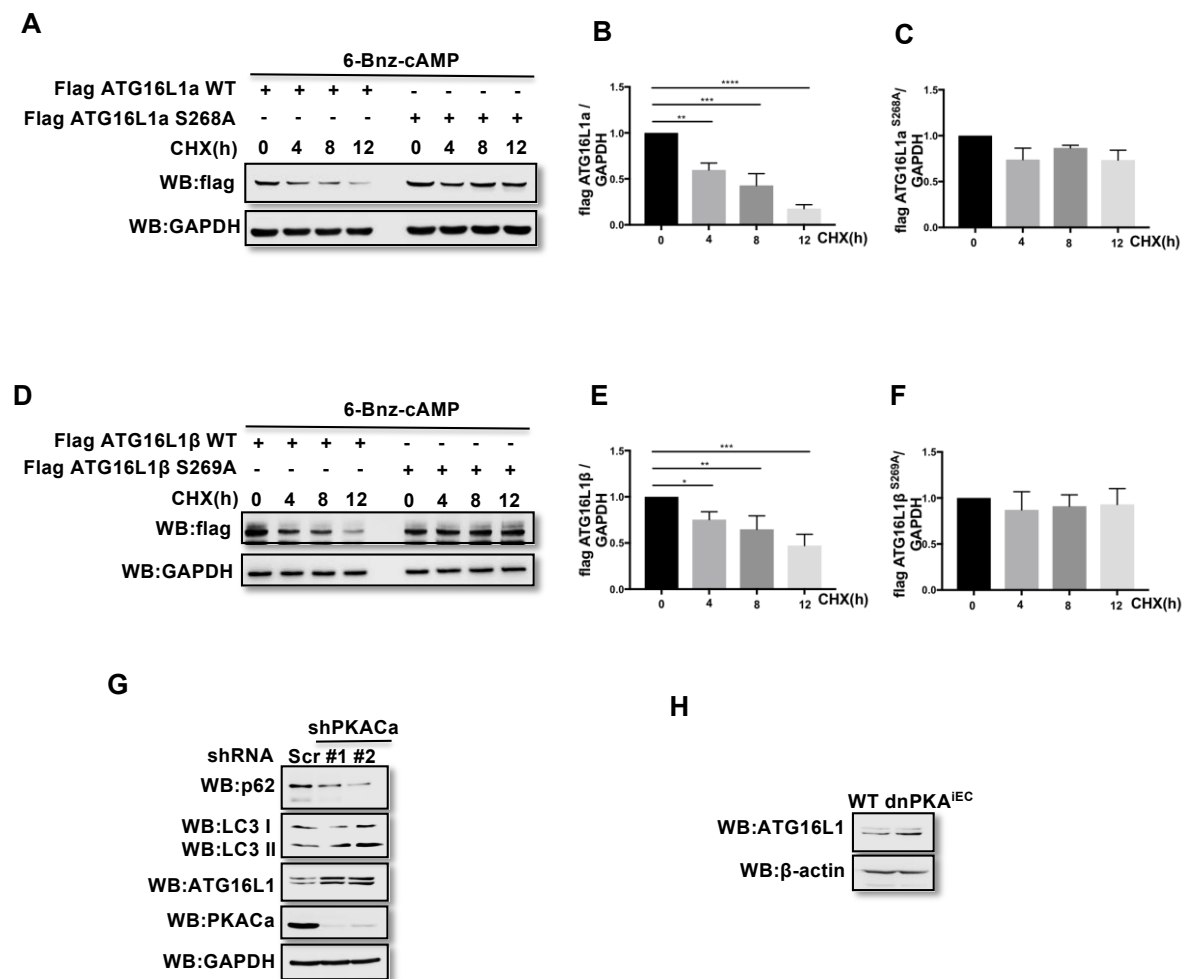 A
6-Bnz-cAMP
Flag ATG16L1a WT + + + + - - - -
Flag ATG16L1a S268A - - - - + + + +
CHX(h) 0 4 8 12 0 4 8 12
WB:flag
WB:GAPDH
B
flag ATG16L1a /
GAPDH
1.5
1.0
0.5
0.0
****
***
**
0 4 8 12 CHX(h)
C
flag ATG16L1a S268A/
GAPDH
1.5
1.0
0.5
0.0
0 4 8 12 CHX(h)
D
6-Bnz-cAMP
Flag ATG16L1β WT + + + + - - - -
Flag ATG16L1β S269A - - - - + + + +
CHX(h) 0 4 8 12 0 4 8 12
WB:flag
WB:GAPDH
E
flag ATG16L1β /
GAPDH
1.5
1.0
0.5
0.0
***
**
*
0 4 8 12 CHX(h)
F
flag ATG16L1β S269A/
GAPDH
1.5
1.0
0.5
0.0
0 4 8 12 CHX(h)
G
shPKACa
shRNA Scr #1 #2
WB:p62
WB:LC3 I
WB:LC3 II
WB:ATG16L1
WB:PKACa
WB:GAPDH
H
WT dnPKAiEC
WB:ATG16L1
WB:β-actin